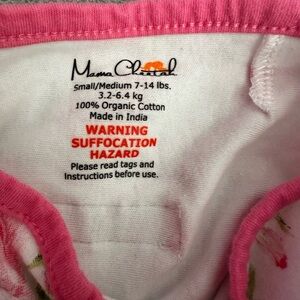 Mama Cheetah
Small/Medium 7-14 lbs.
3.2-6.4 kg
100% Organic Cotton
Made in India
WARNING
SUFFOCATION
HAZARD
Please read tags and
Instructions before use.